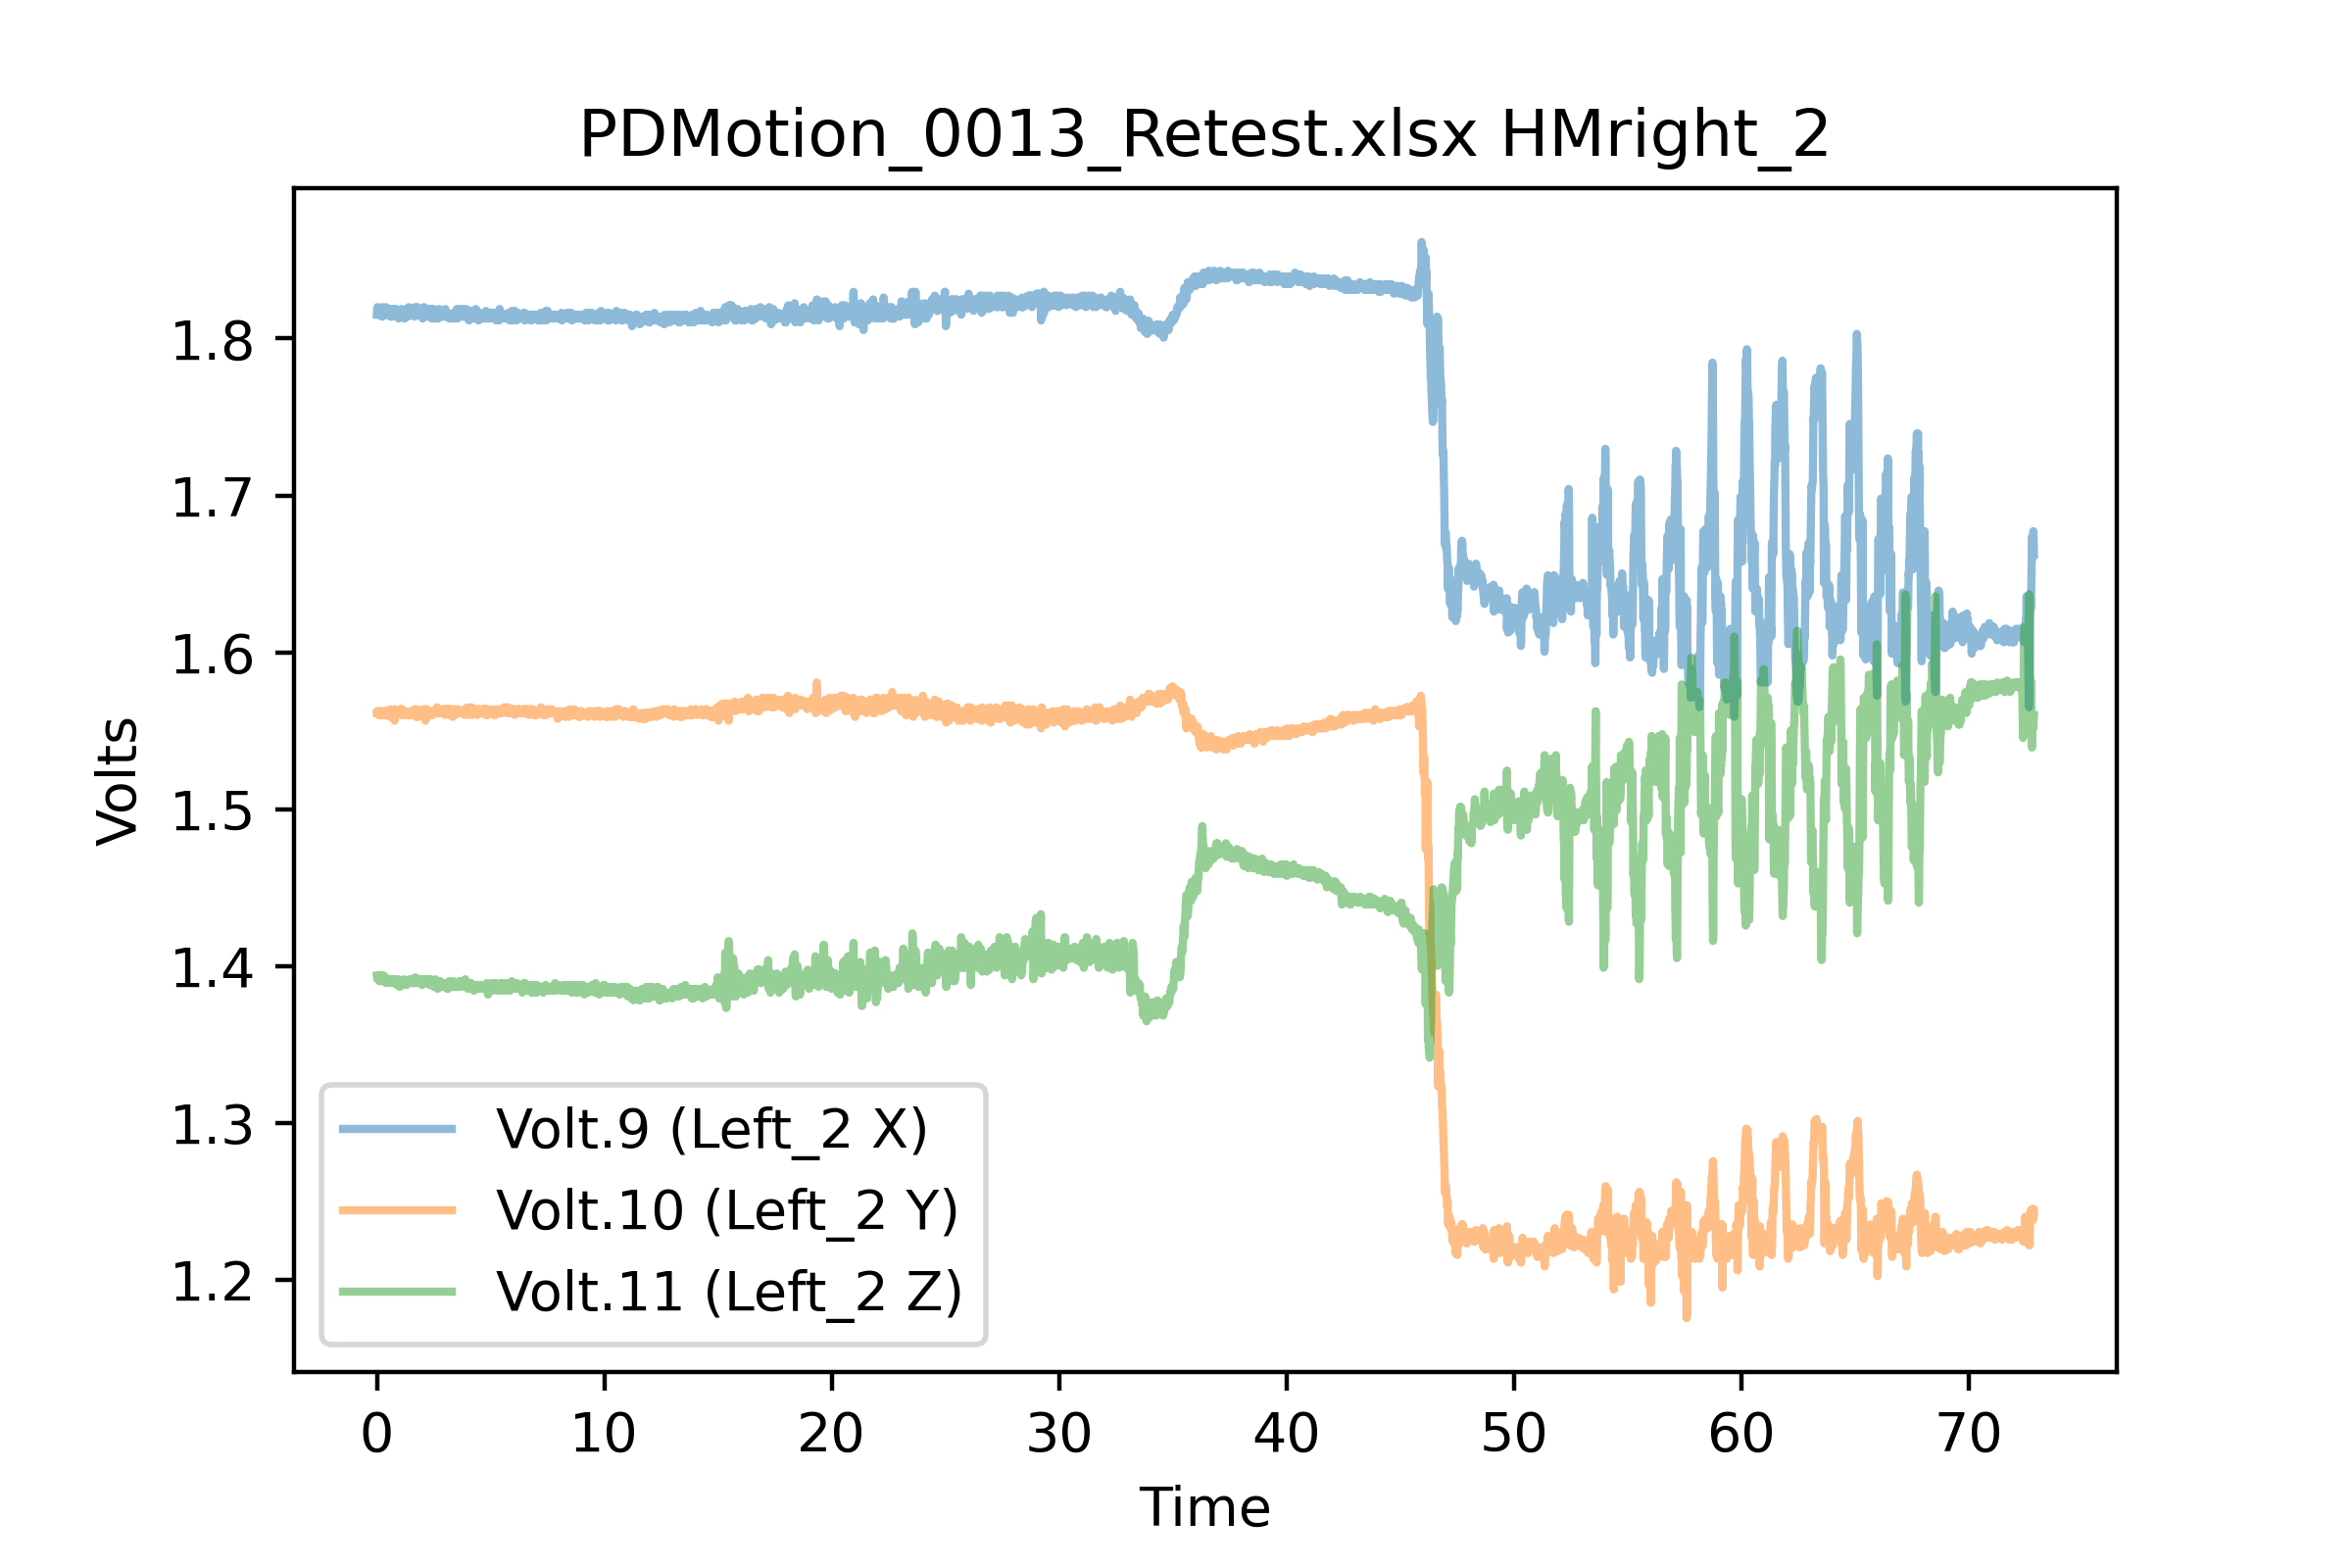 PDMotion_0013_Retest.xlsx HMright_2
Volts
1.8
1.7
1.6
1.5
1.4
1.3
1.2
Volt.9 (Left_2 X)
Volt.10 (Left_2 Y)
Volt.11 (Left_2 Z)
0 10 20 30 40 50 60 70
Time